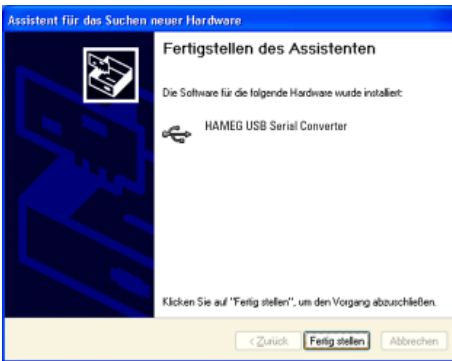 Assistent für das Suchen neuer Hardware
Fertigstellen des Assistenten
Die Software für die folgende Hardware wurde installiert:
HAMEG USB Serial Converter
Klicken Sie auf "Fertig stellen", um den Vorgang abzuschließen.
< Zurück Fertig stellen Abbrechen